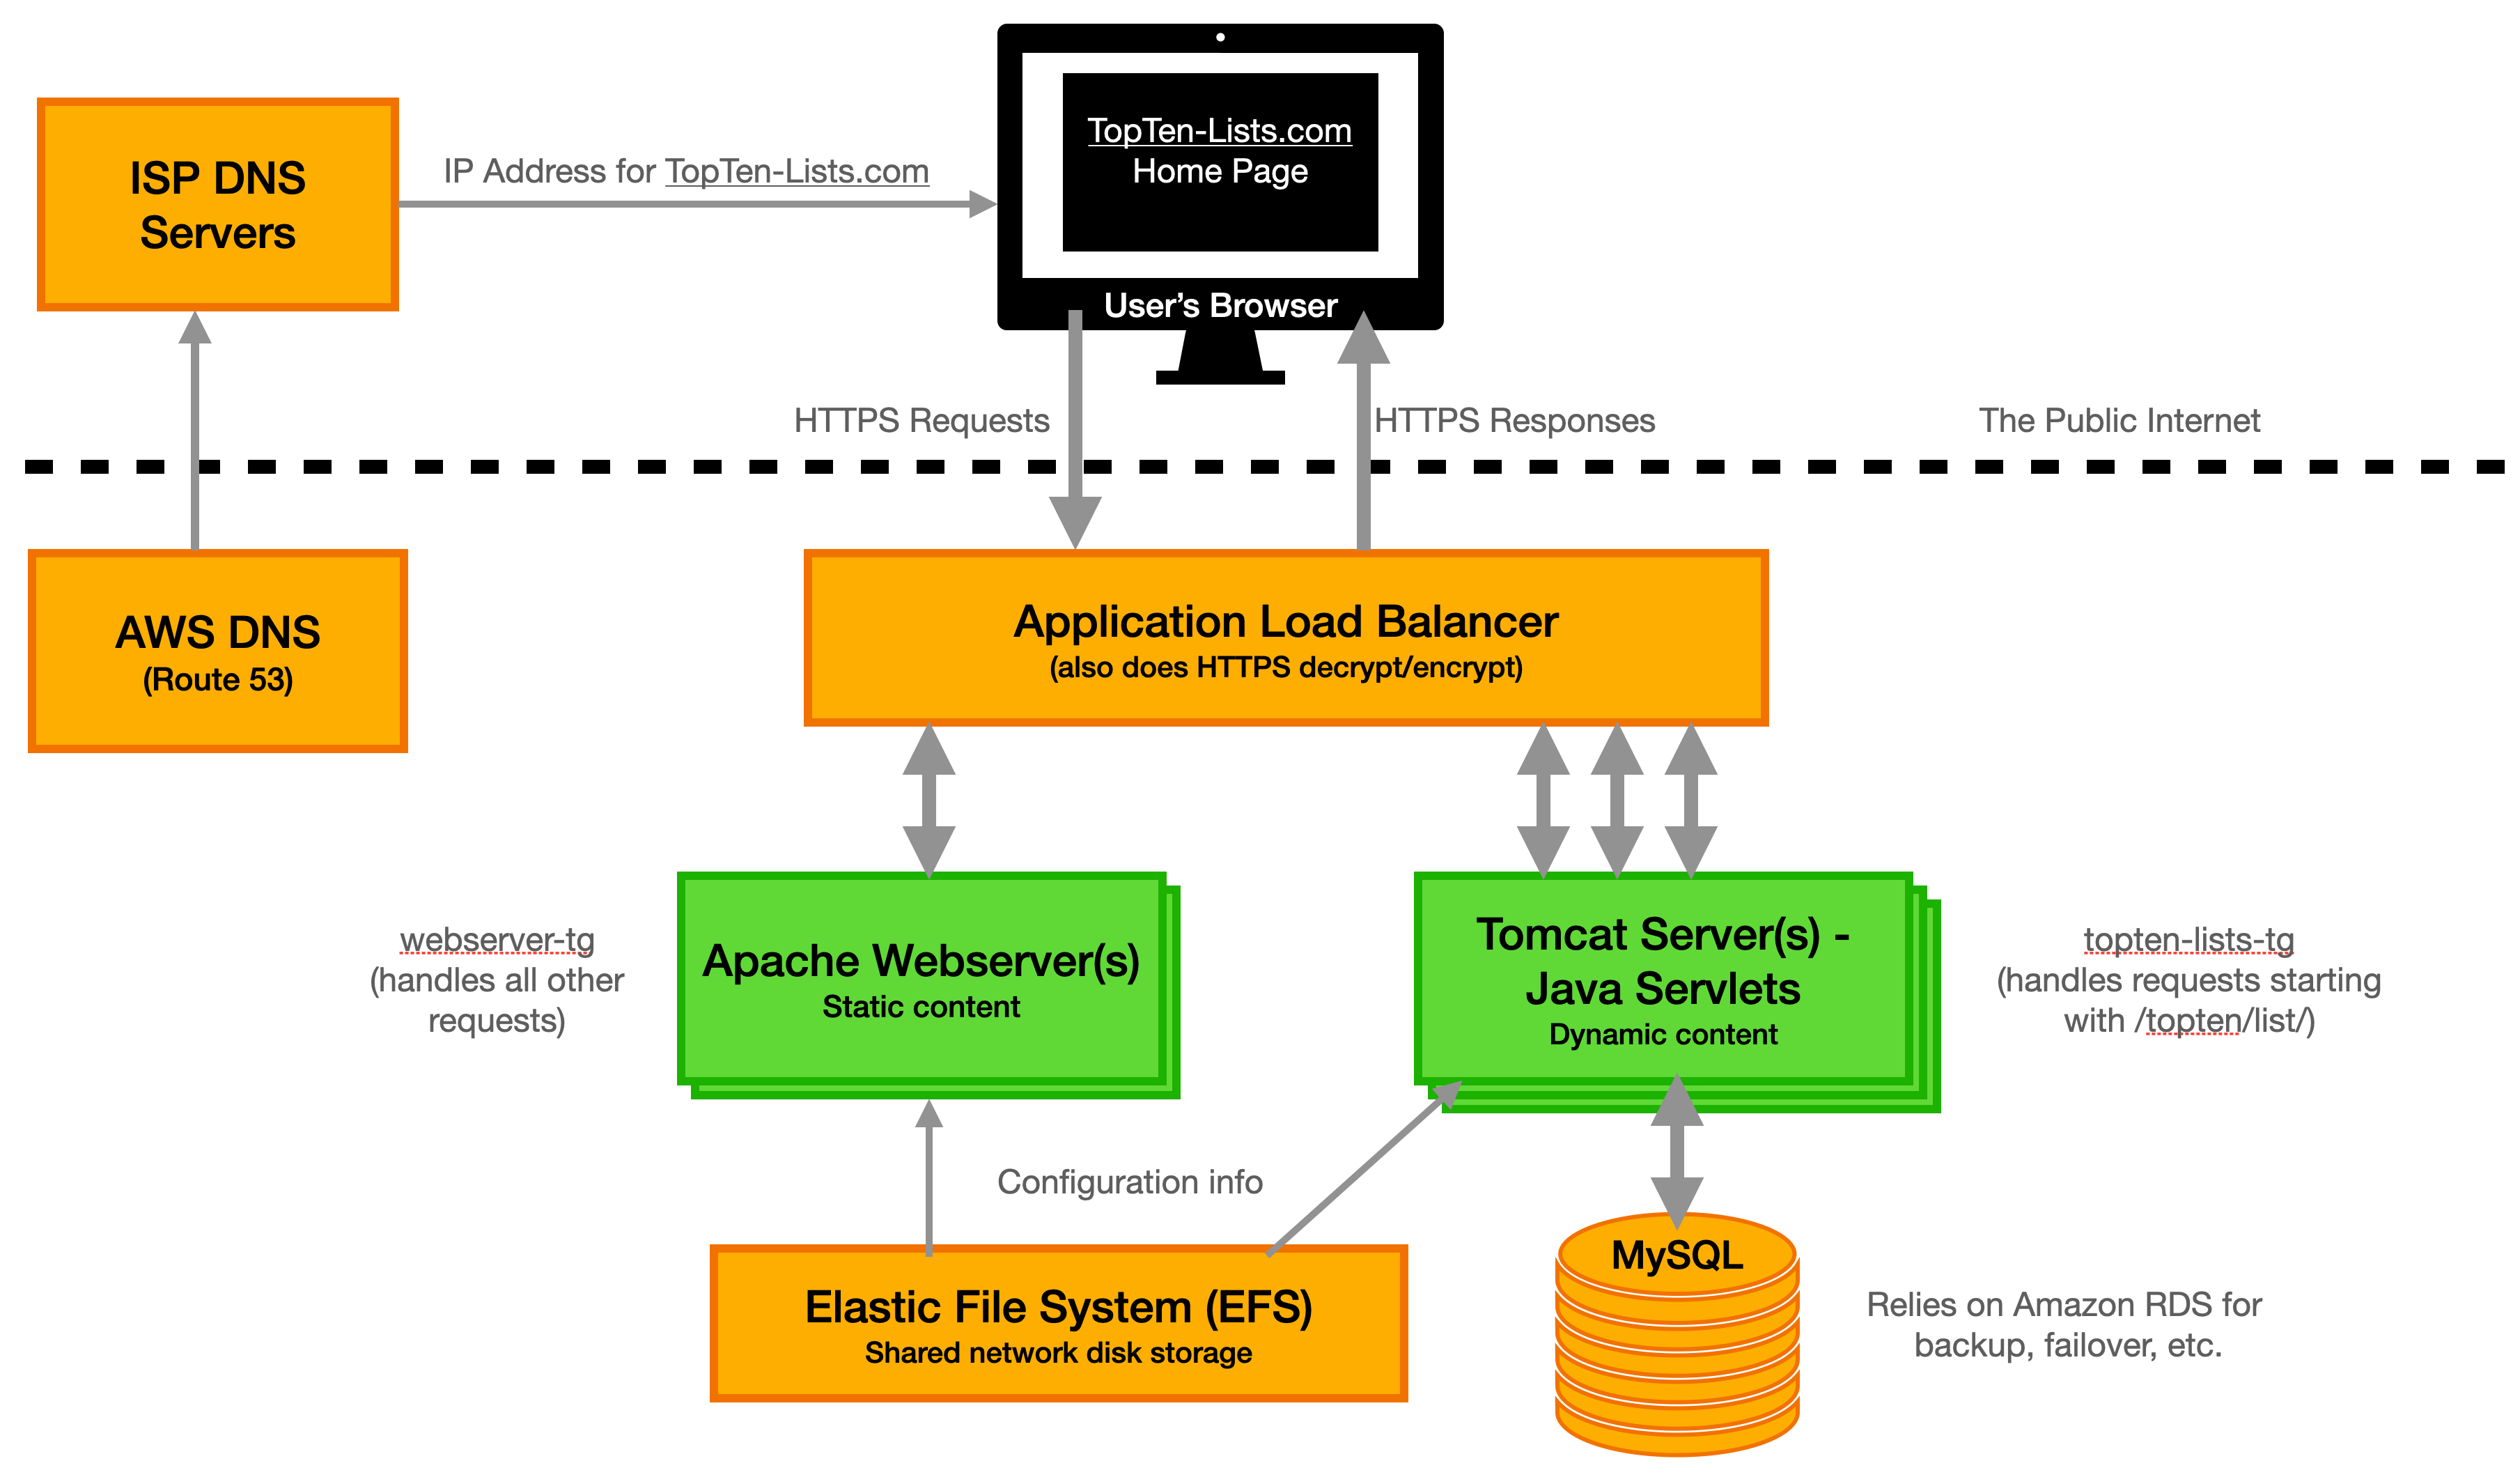 TopTen-Lists.com
Home Page
User’s Browser
ISP DNS
Servers
IP Address for TopTen-Lists.com
HTTPS Requests
HTTPS Responses
The Public Internet
AWS DNS
(Route 53)
Application Load Balancer
(also does HTTPS decrypt/encrypt)
webserver-tg
(handles all other
requests)
Apache Webserver(s)
Static content
Tomcat Server(s) -
Java Servlets
Dynamic content
topten-lists-tg
(handles requests starting
with /topten/list/)
Configuration info
Elastic File System (EFS)
Shared network disk storage
MySQL
Relies on Amazon RDS for
backup, failover, etc.